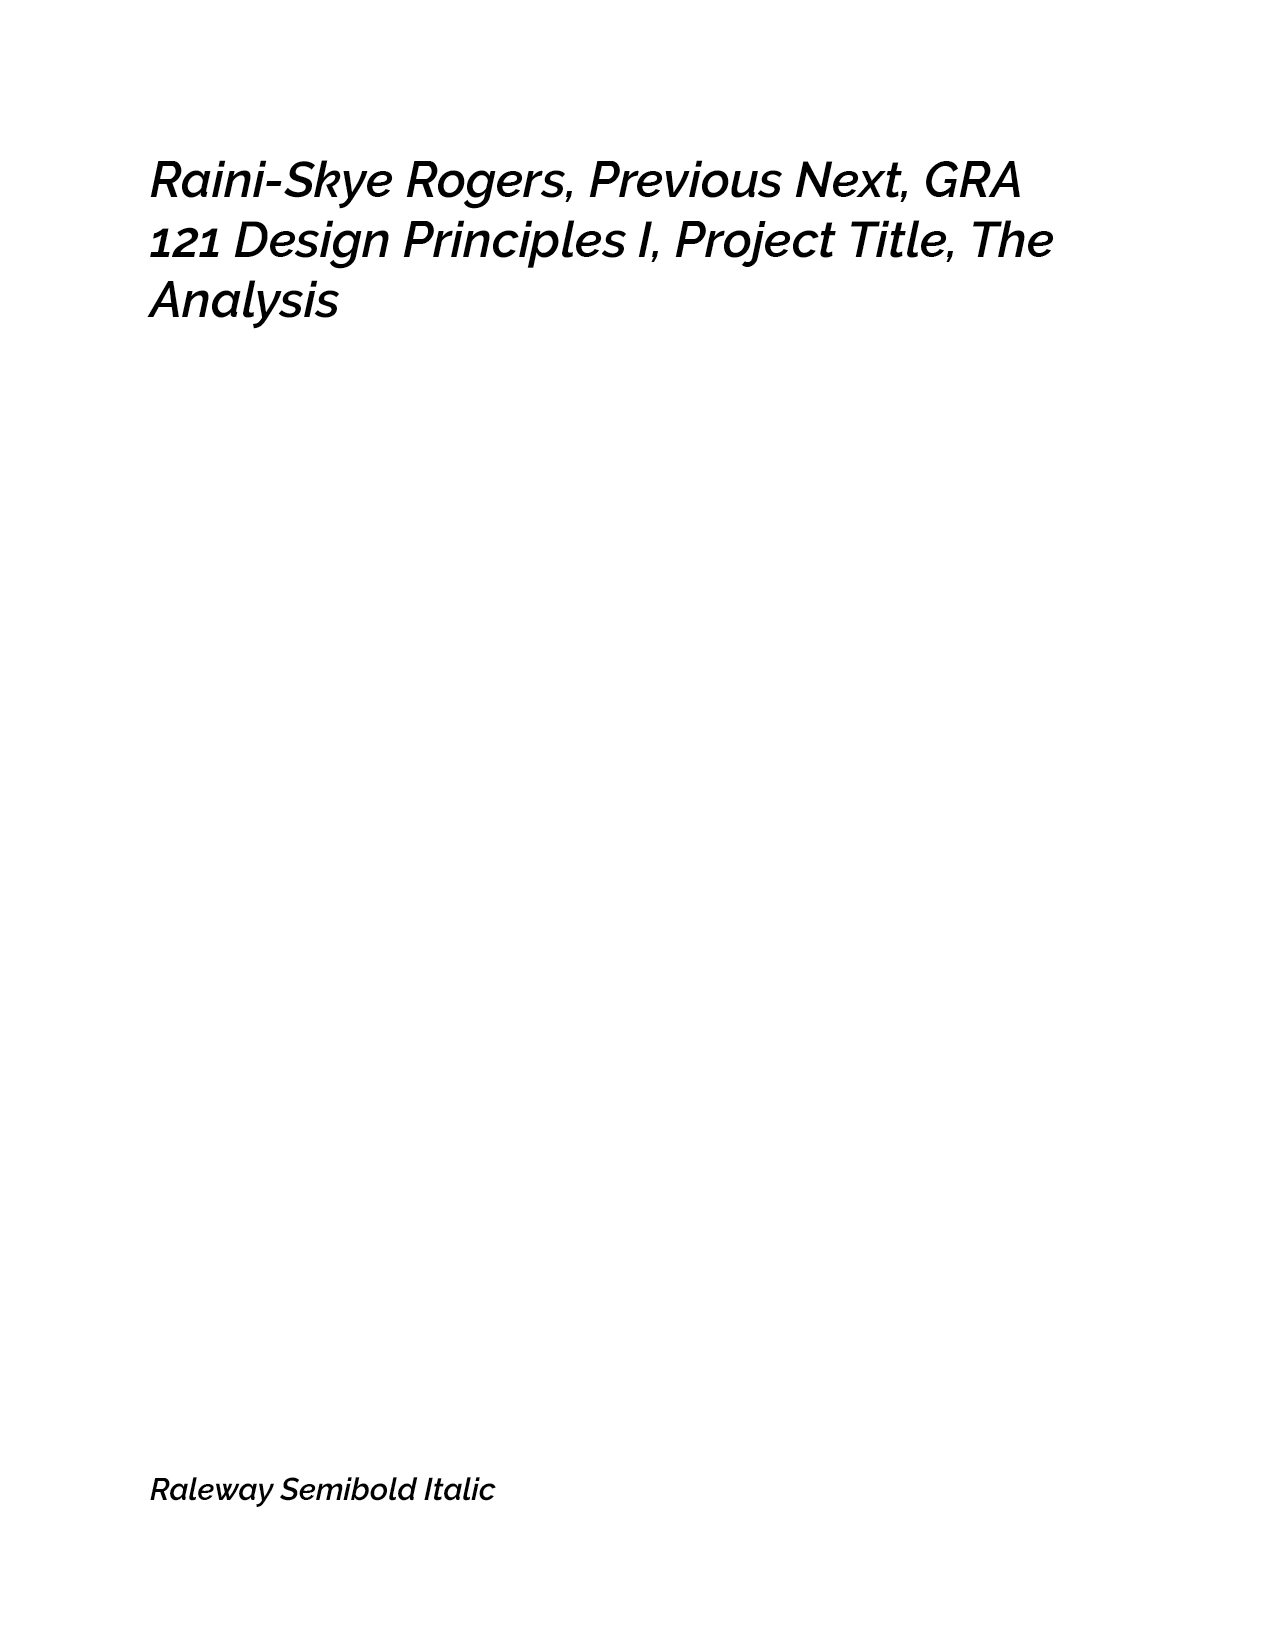 Raini-Skye Rogers, Previous Next, GRA
121 Design Principles I, Project Title, The
Analysis
Raleway Semibold Italic